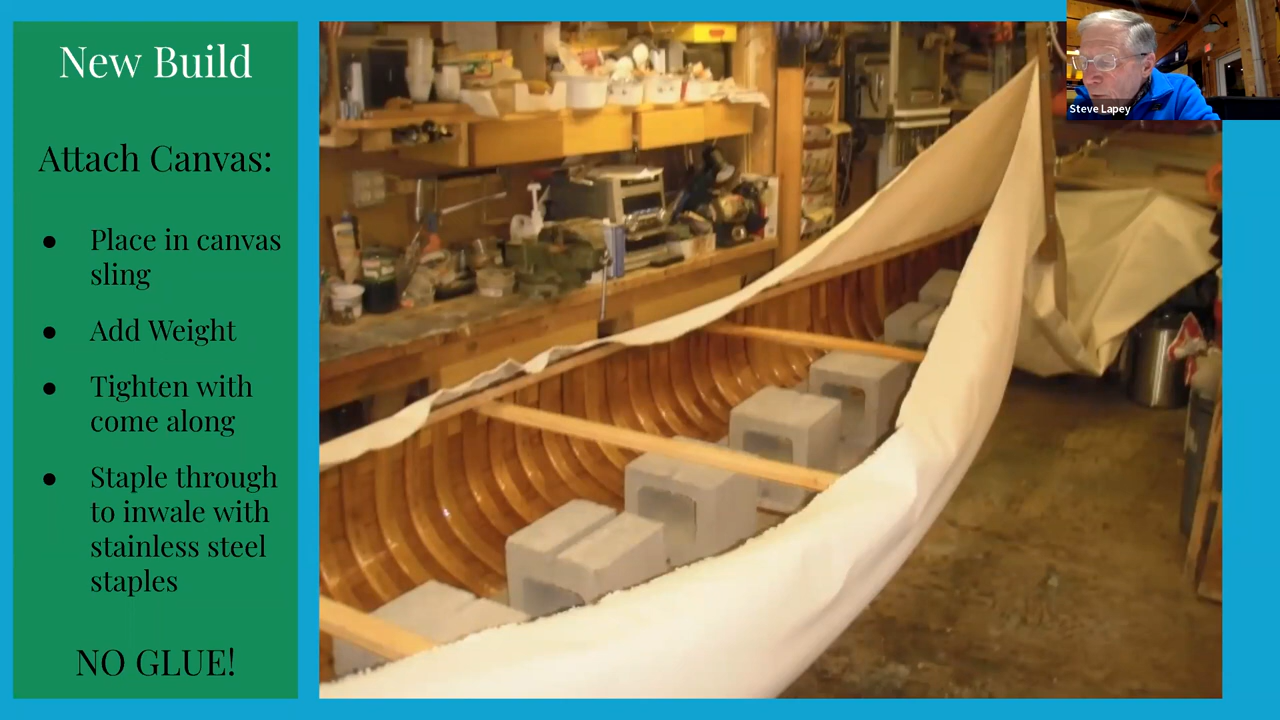 New Build
Attach Canvas:
● Place in canvas
sling
● Add Weight
● Tighten with
come along
● Staple through
to inwale with
stainless steel
staples
NO GLUE!
Steve Lapey